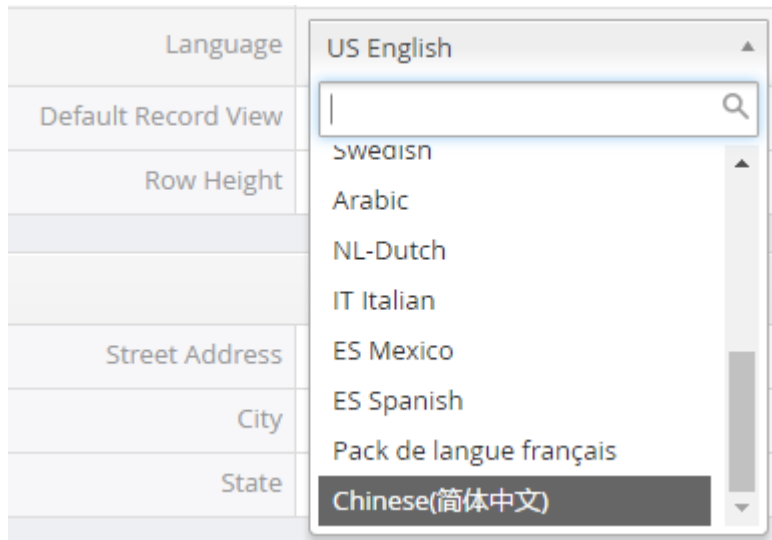 Language
US English
Default Record View
Row Height
Swedish
Arabic
NL-Dutch
IT Italian
ES Mexico
ES Spanish
Pack de langue français
Chinese(简体中文)
Street Address
City
State